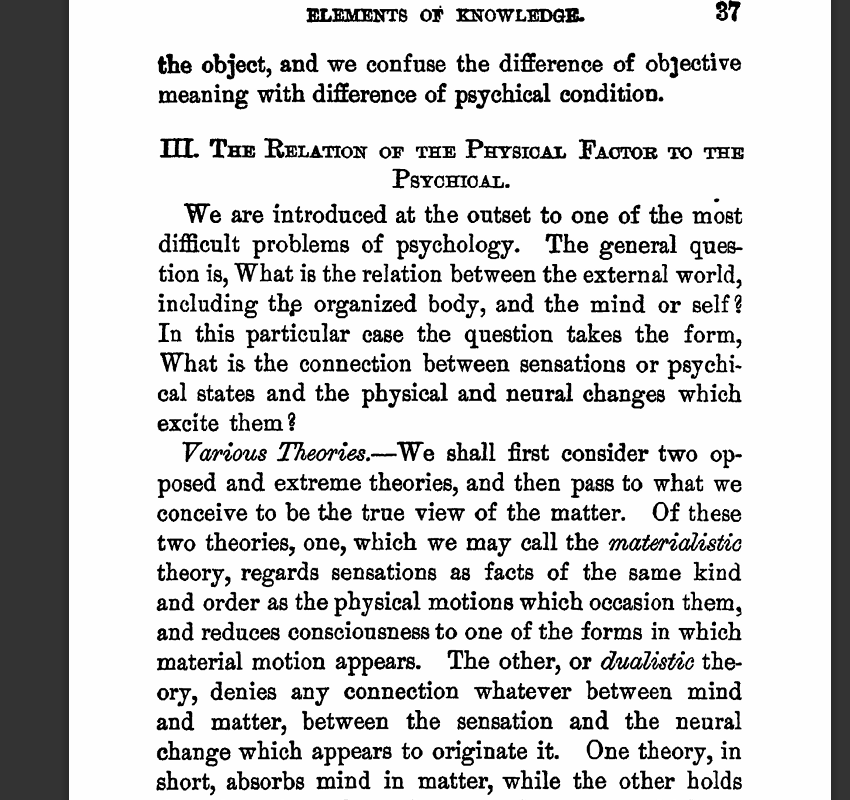 ELEMENTS OF KNOWLEDGE. 37
the object, and we confuse the difference of objective
meaning with difference of psychical condition.
III. THE RELATION OF THE PHYSICAL FACTOR TO THE
PSYCHICAL.
We are introduced at the outset to one of the most
difficult problems of psychology. The general ques-
tion is, What is the relation between the external world,
including the organized body, and the mind or self?
In this particular case the question takes the form,
What is the connection between sensations or psychi-
cal states and the physical and neural changes which
excite them?
Various Theories.—We shall first consider two op-
posed and extreme theories, and then pass to what we
conceive to be the true view of the matter. Of these
two theories, one, which we may call the materialistic
theory, regards sensations as facts of the same kind
and order as the physical motions which occasion them,
and reduces consciousness to one of the forms in which
material motion appears. The other, or dualistic the-
ory, denies any connection whatever between mind
and matter, between the sensation and the neural
change which appears to originate it. One theory, in
short, absorbs mind in matter, while the other holds